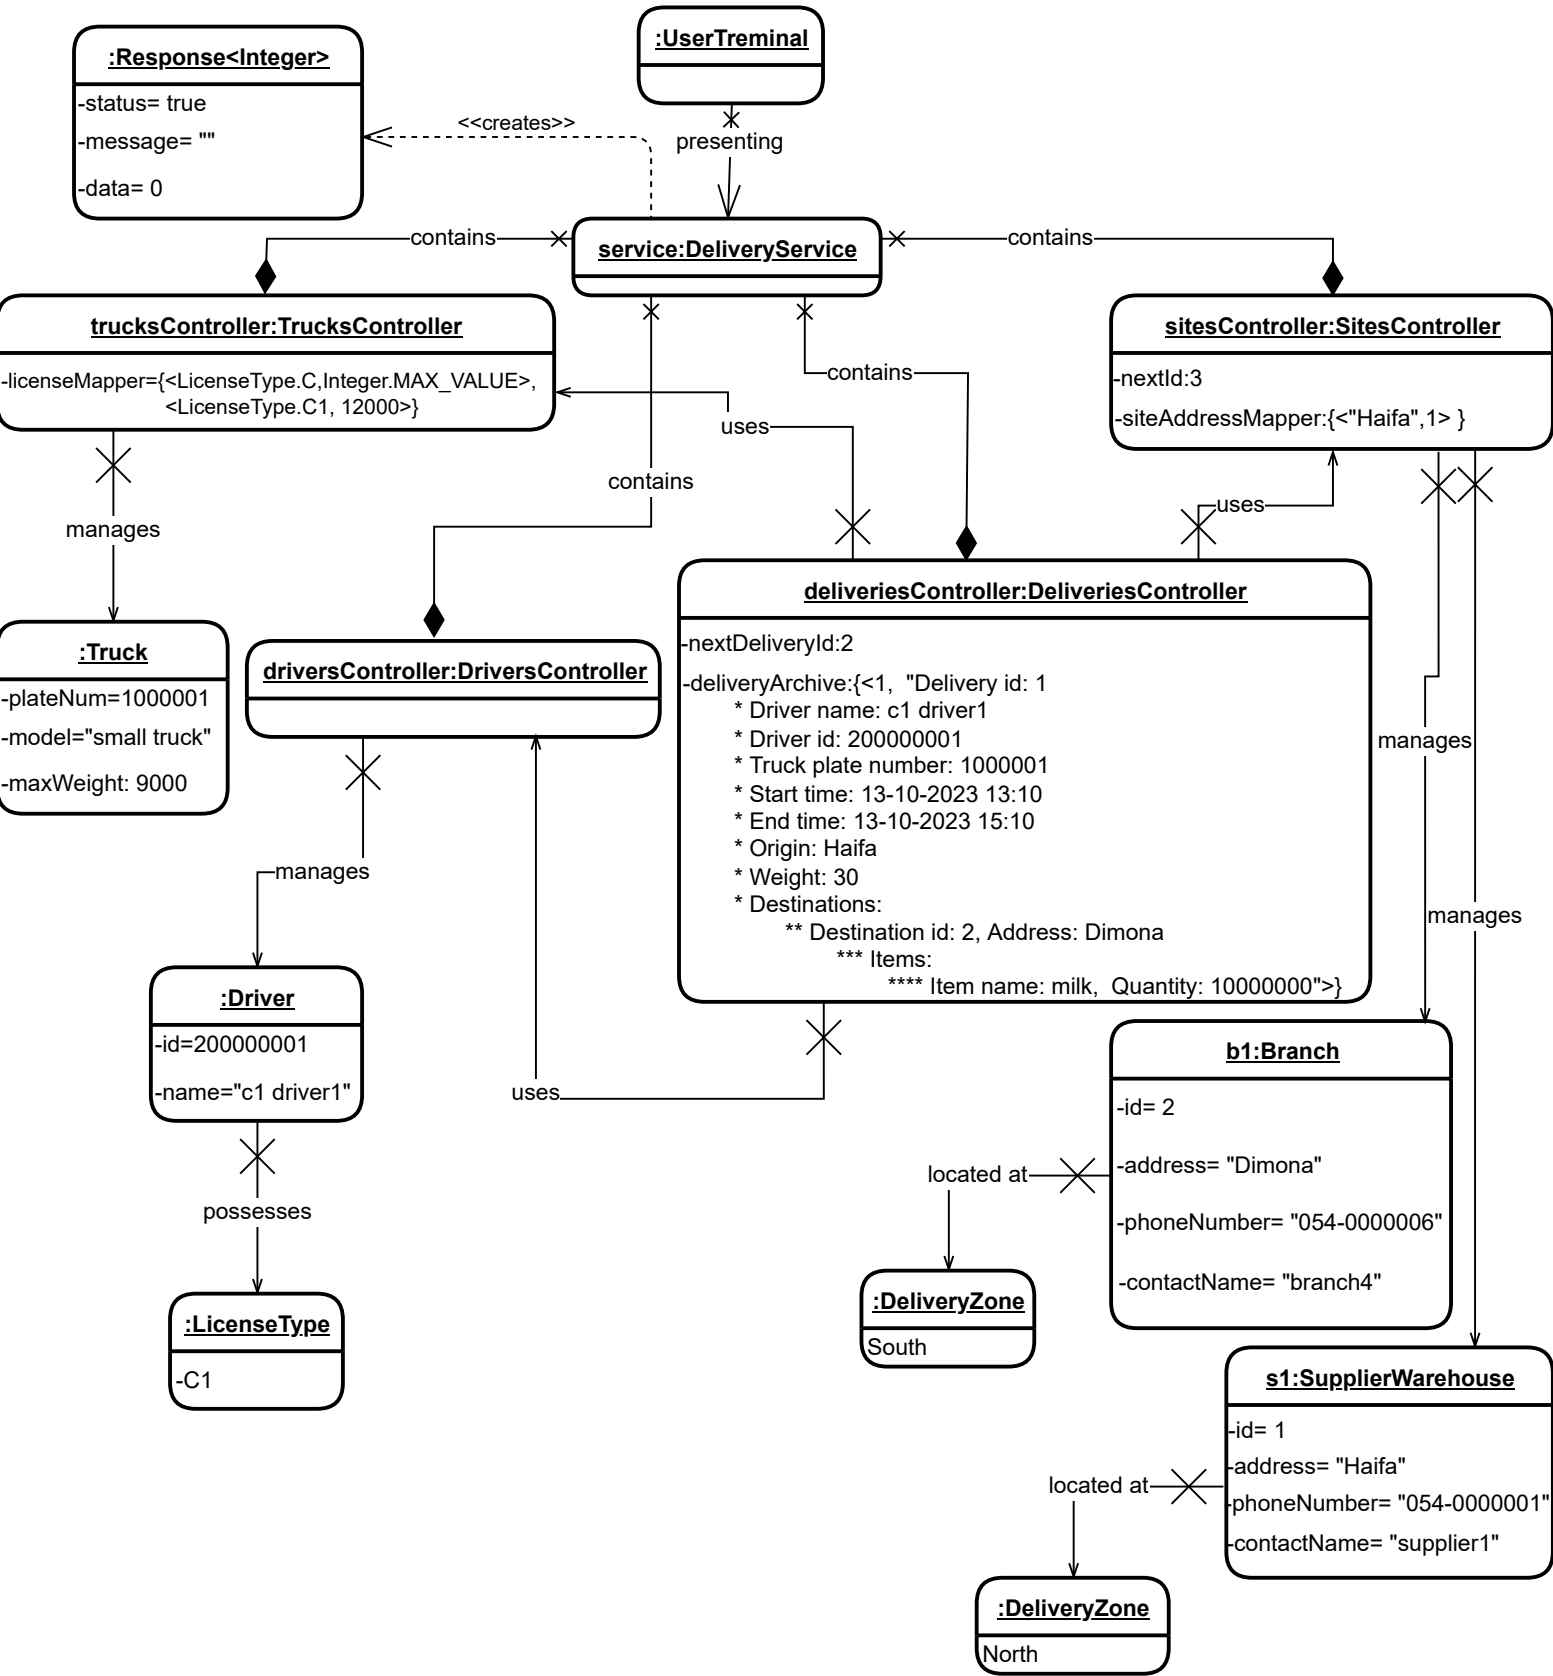 :UserTreminal
:Response<Integer>
-status= true
-message= ""
-data= 0
<<creates>>
presenting
contains
service:DeliveryService
contains
trucksController:TrucksController
-licenseMapper={<LicenseType.C,Integer.MAX_VALUE>,
<LicenseType.C1, 12000>}
contains
sitesController:SitesController
-nextId:3
-siteAddressMapper:{<"Haifa",1> }
uses
contains
uses
manages
deliveriesController:DeliveriesController
-nextDeliveryId:2
-deliveryArchive:{<1,  "Delivery id: 1
* Driver name: c1 driver1
* Driver id: 200000001
* Truck plate number: 1000001
* Start time: 13-10-2023 13:10
* End time: 13-10-2023 15:10
* Origin: Haifa
* Weight: 30
* Destinations:
** Destination id: 2, Address: Dimona
*** Items:
**** Item name: milk,  Quantity: 10000000">}
:Truck
-plateNum=1000001
-model="small truck"
-maxWeight: 9000
driversController:DriversController
manages
manages
manages
:Driver
-id=200000001
-name="c1 driver1"
uses
b1:Branch
-id= 2
-address= "Dimona"
-phoneNumber= "054-0000006"
-contactName= "branch4"
located at
possesses
:DeliveryZone
South
:LicenseType
-C1
s1:SupplierWarehouse
-id= 1
-address= "Haifa"
-phoneNumber= "054-0000001"
-contactName= "supplier1"
located at
:DeliveryZone
North